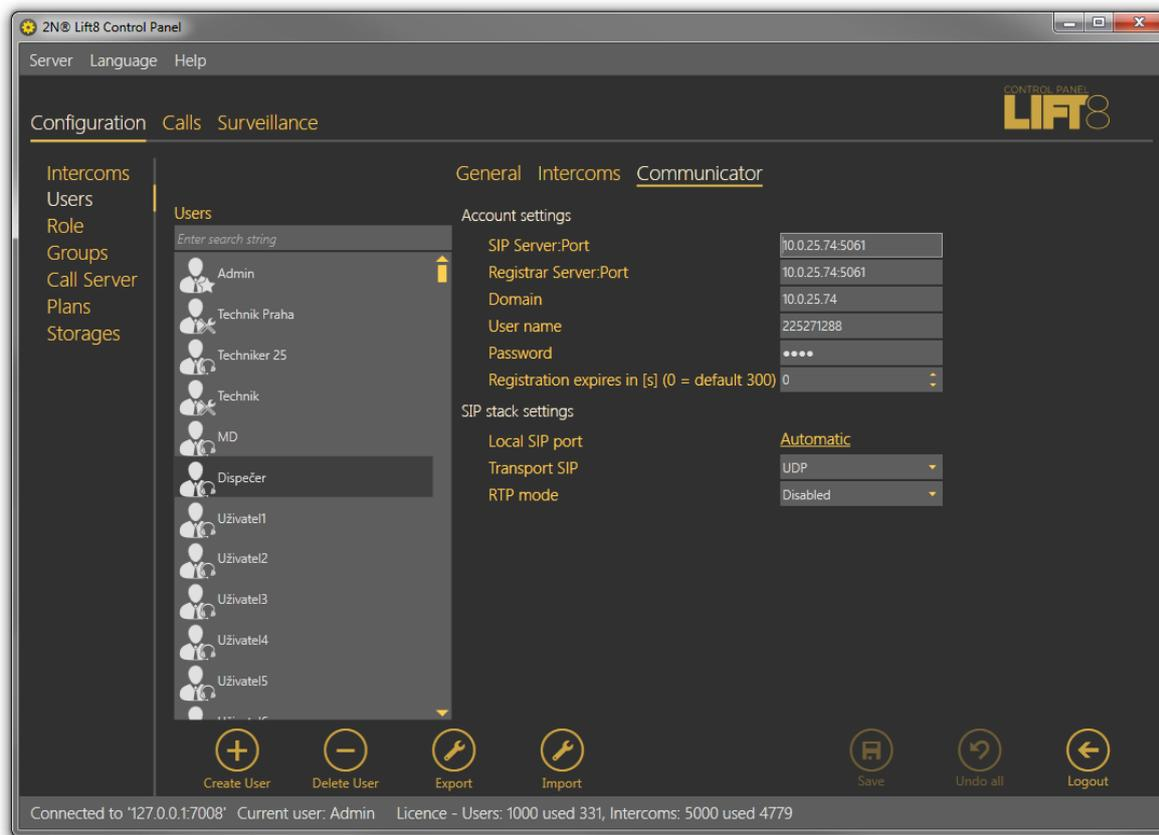 2N® Lift8 Control Panel
Server Language Help
CONTROL PANEL
LIFT8
Configuration Calls Surveillance
Intercoms
Users
Role
Groups
Call Server
Plans
Storages
Users
Enter search string
Admin
Technik Praha
Techniker 25
Technik
MD
Dispečer
Uživatel1
Uživatel2
Uživatel3
Uživatel4
Uživatel5
General Intercoms Communicator
Account settings
SIP Server:Port 10.0.25.74:5061
Registrar Server:Port 10.0.25.74:5061
Domain 10.0.25.74
User name 225271288
Password ••••
Registration expires in [s] (0 = default 300) 0
SIP stack settings
Local SIP port Automatic
Transport SIP UDP
RTP mode Disabled
Create User Delete User Export Import Save Undo all Logout
Connected to '127.0.0.1:7008' Current user: Admin Licence - Users: 1000 used 331, Intercoms: 5000 used 4779